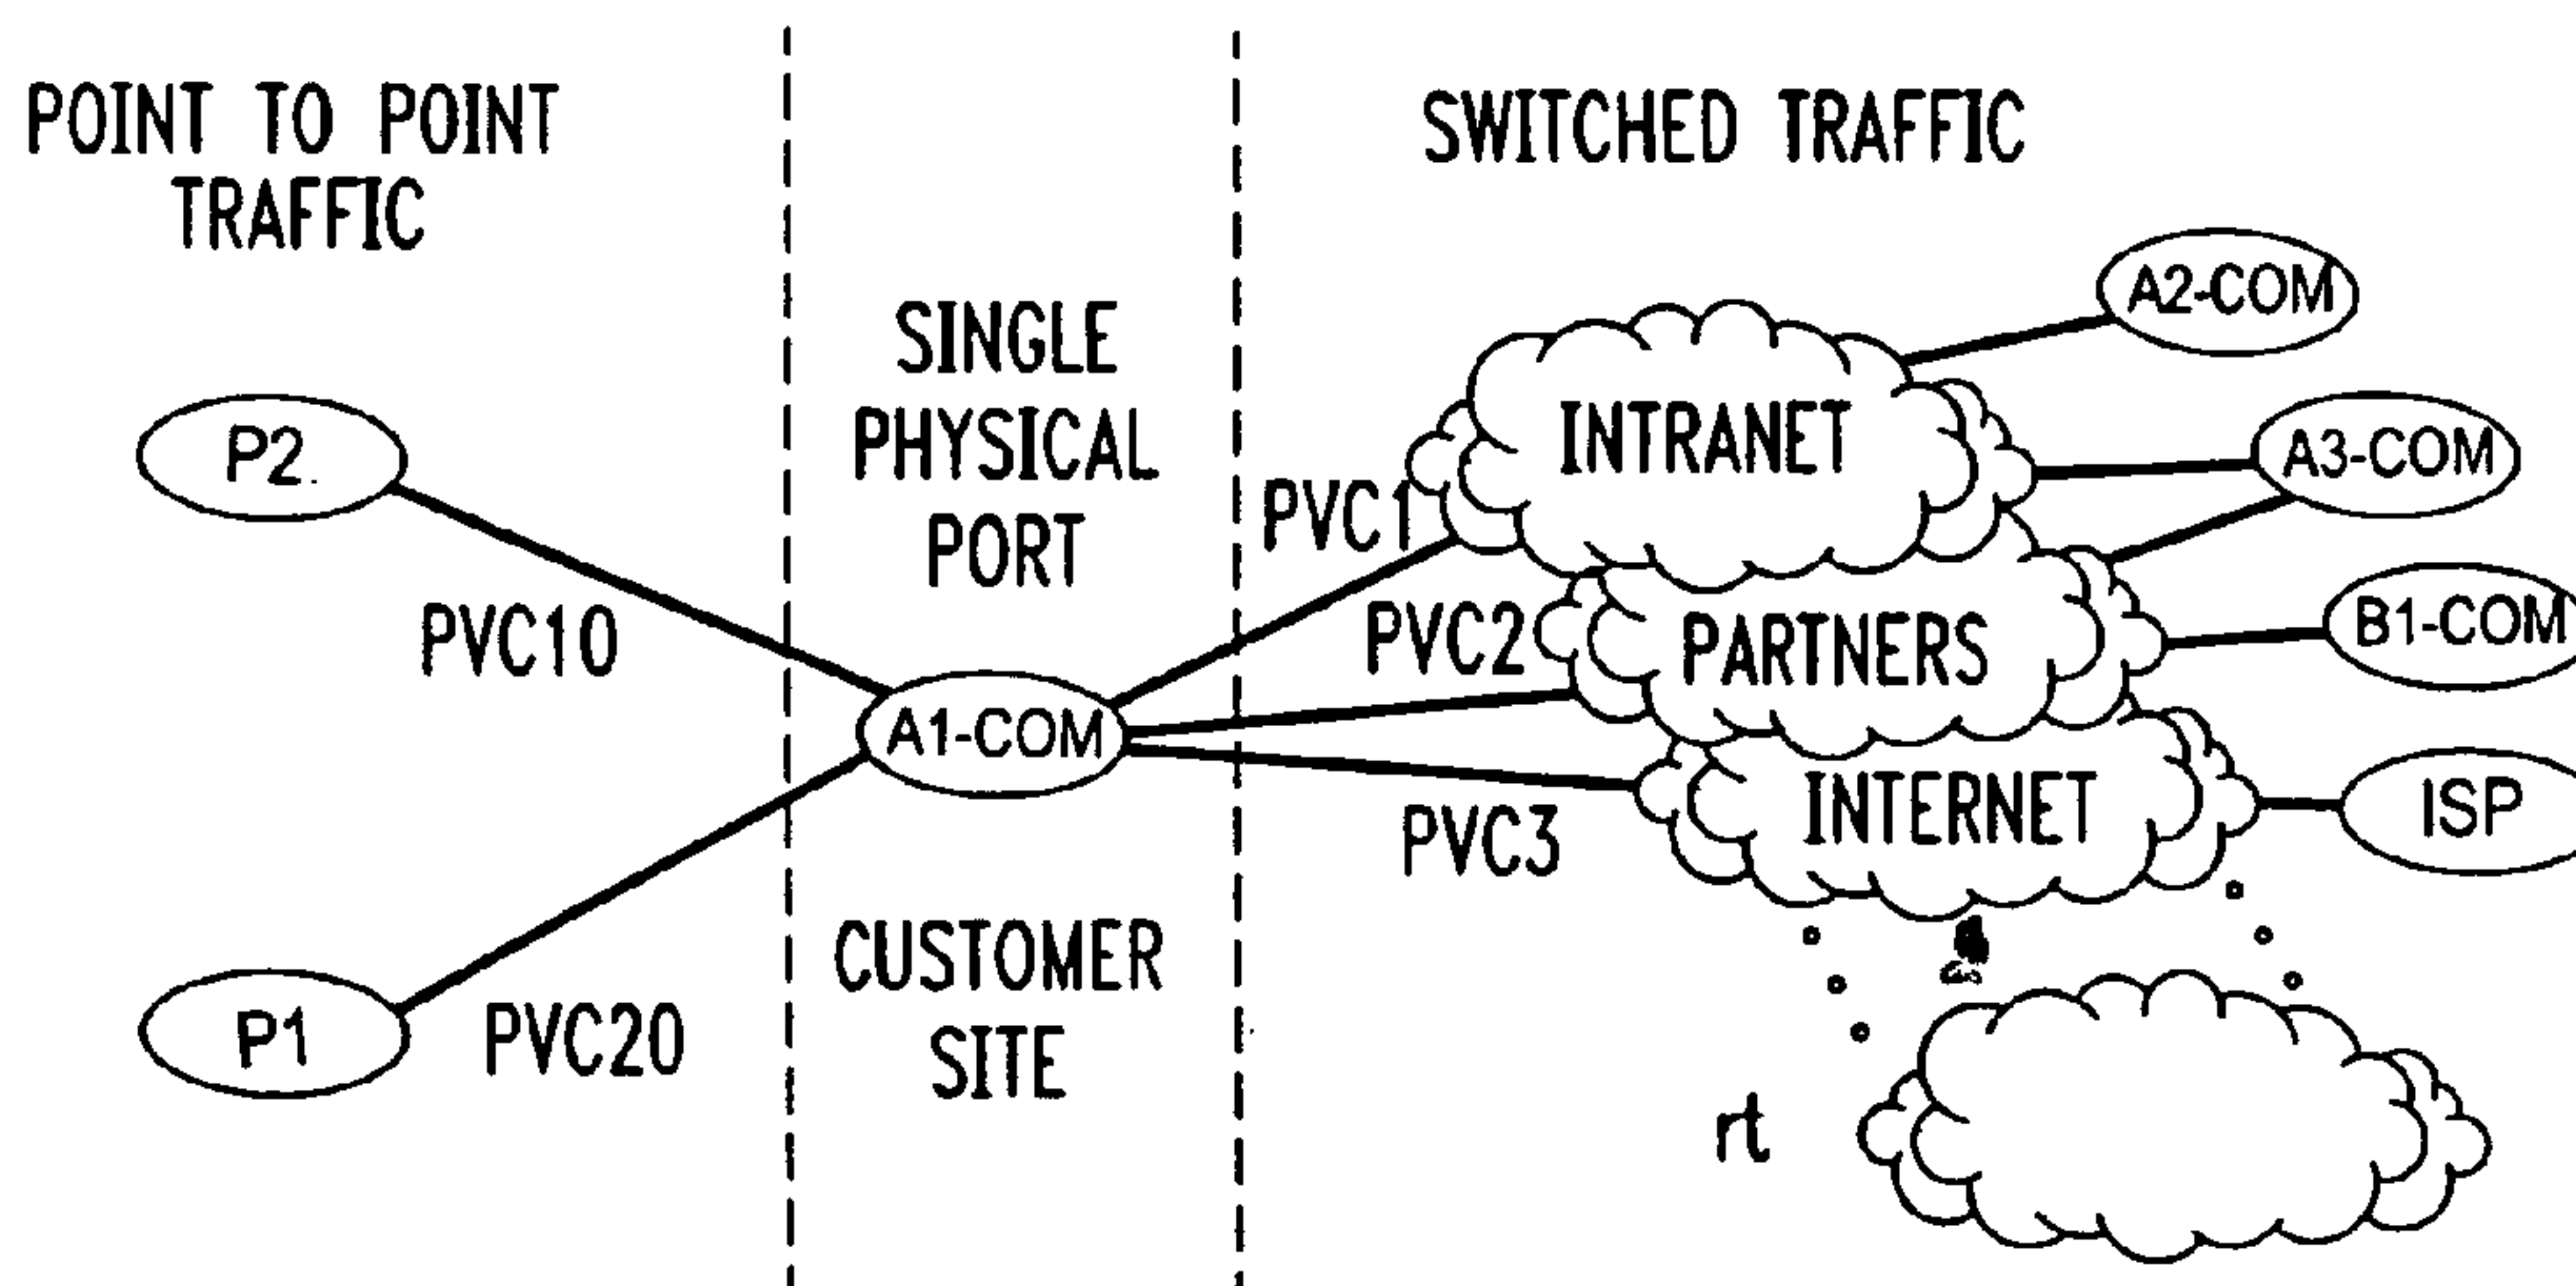 POINT TO POINT
TRAFFIC
SWITCHED TRAFFIC
SINGLE
PHYSICAL
PORT
CUSTOMER
SITE
P2.
PVC10
P1
PVC20
A1-COM
PVC1
PVC2
PVC3
INTRANET
PARTNERS
INTERNET
A2-COM
A3-COM
B1-COM
ISP
rt